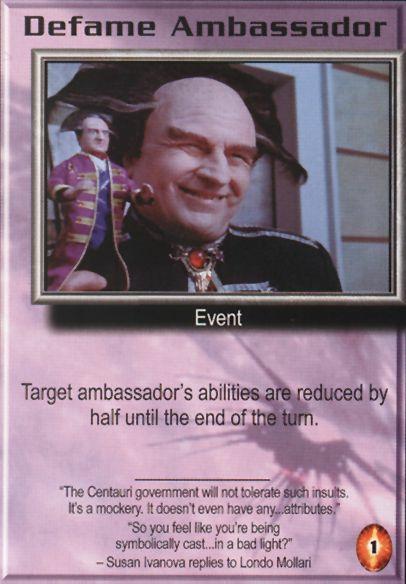 Defame Ambassador
Event
Target ambassador's abilities are reduced by
half until the end of the turn.
"The Centauri government will not tolerate such insults.
It's a mockery. It doesn't even have any...attributes."
"So you feel like you're being
symbolically cast...in a bad light?"
– Susan Ivanova replies to Londo Mollari
1